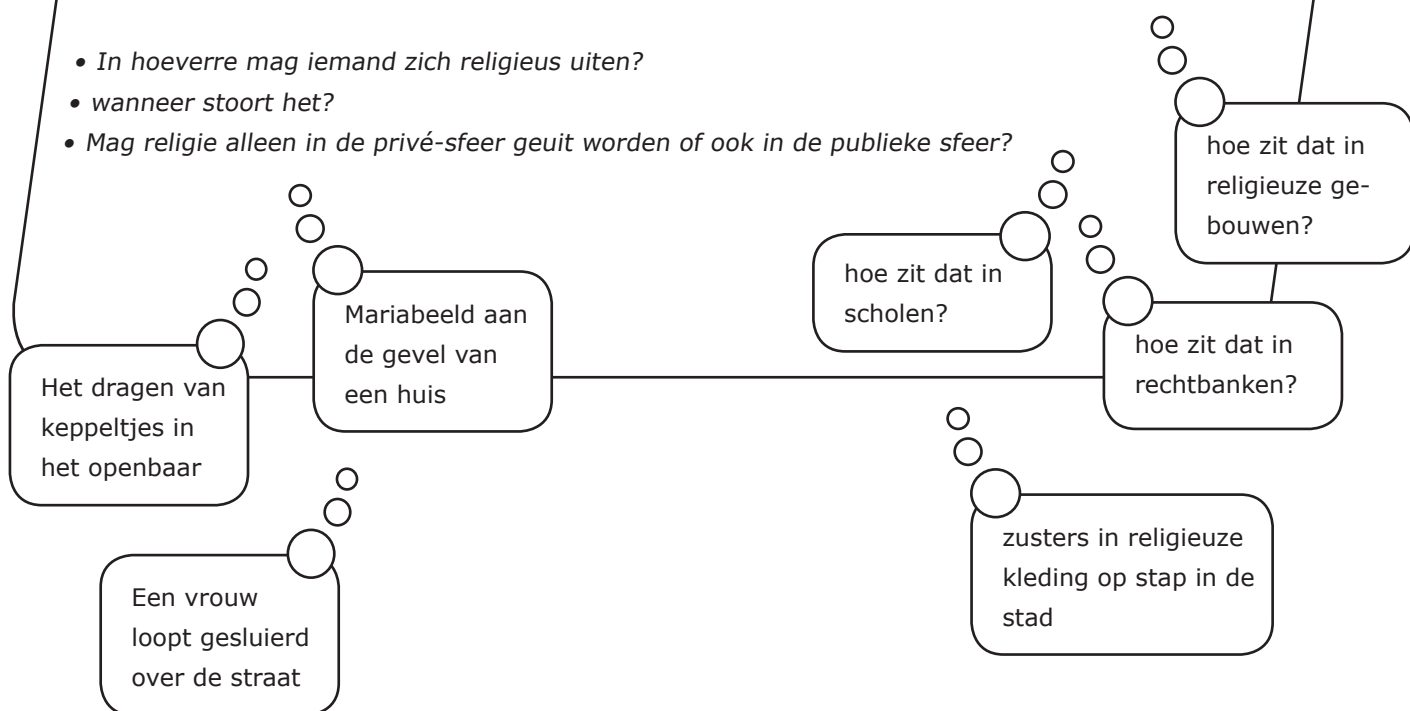 • In hoeverre mag iemand zich religieus uiten?
• wanneer stoort het?
• Mag religie alleen in de privé-sfeer geuit worden of ook in de publieke sfeer?
hoe zit dat in
religieuze ge-
bouwen?
hoe zit dat in
scholen?
Mariabeeld aan
de gevel van
een huis
hoe zit dat in
rechtbanken?
Het dragen van
keppeltjes in
het openbaar
zusters in religieuze
kleding op stap in de
stad
Een vrouw
loopt gesluierd
over de straat